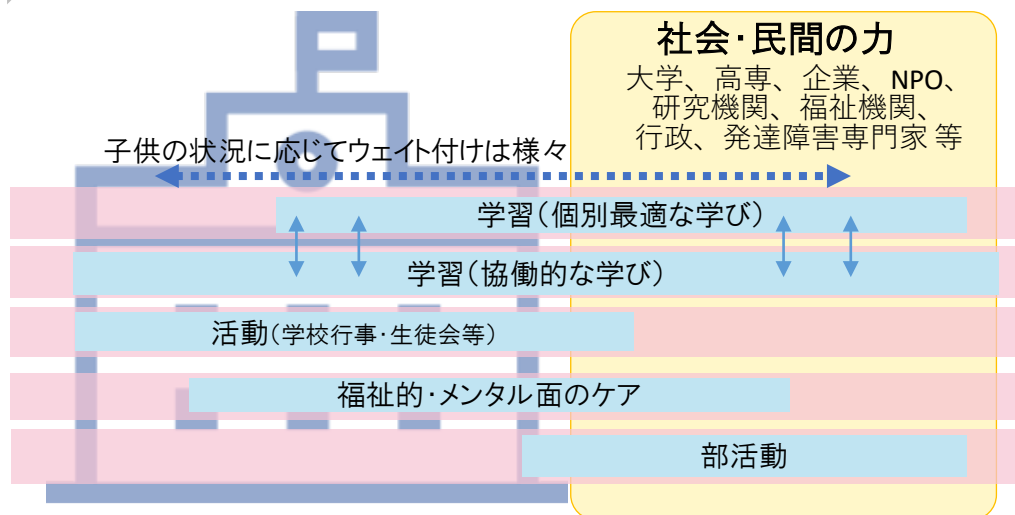 社会・民間の力
大学、高専、企業、NPO、
研究機関、福祉機関、
行政、発達障害専門家 等
子供の状況に応じてウェイト付けは様々
学習（個別最適な学び）
学習（協働的な学び）
活動（学校行事・生徒会等）
福祉的・メンタル面のケア
部活動